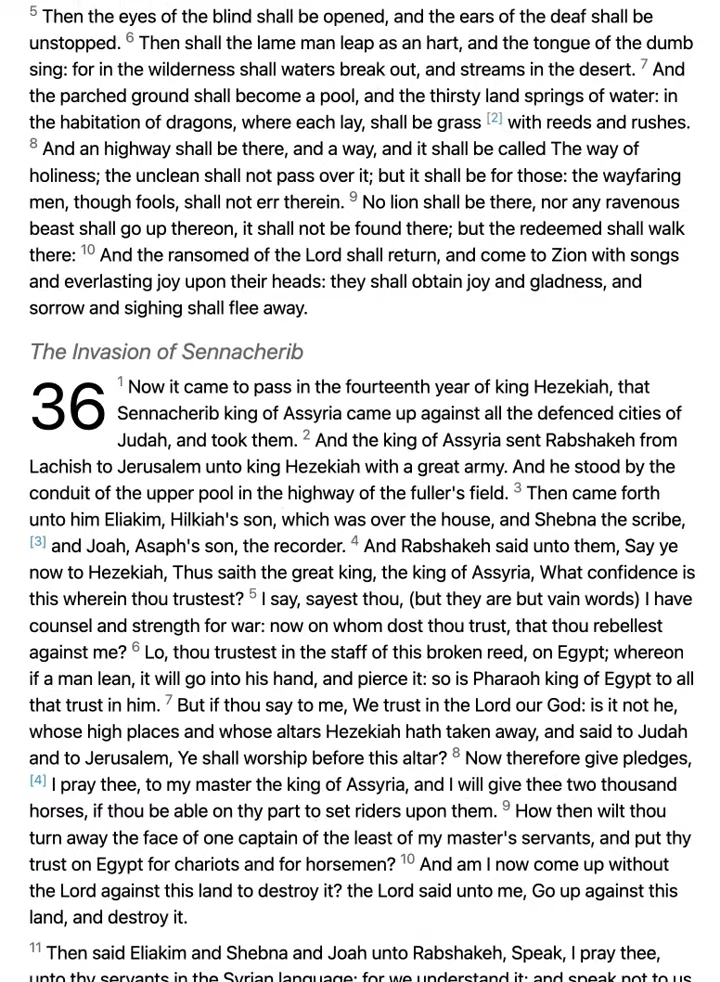 5 Then the eyes of the blind shall be opened, and the ears of the deaf shall be
unstopped. 6 Then shall the lame man leap as an hart, and the tongue of the dumb
sing: for in the wilderness shall waters break out, and streams in the desert. 7 And
the parched ground shall become a pool, and the thirsty land springs of water: in
the habitation of dragons, where each lay, shall be grass [2] with reeds and rushes.
8 And an highway shall be there, and a way, and it shall be called The way of
holiness; the unclean shall not pass over it; but it shall be for those: the wayfaring
men, though fools, shall not err therein. 9 No lion shall be there, nor any ravenous
beast shall go up thereon, it shall not be found there; but the redeemed shall walk
there: 10 And the ransomed of the Lord shall return, and come to Zion with songs
and everlasting joy upon their heads: they shall obtain joy and gladness, and
sorrow and sighing shall flee away.
The Invasion of Sennacherib
36 1 Now it came to pass in the fourteenth year of king Hezekiah, that
Sennacherib king of Assyria came up against all the defenced cities of
Judah, and took them. 2 And the king of Assyria sent Rabshakeh from
Lachish to Jerusalem unto king Hezekiah with a great army. And he stood by the
conduit of the upper pool in the highway of the fuller's field. 3 Then came forth
unto him Eliakim, Hilkiah's son, which was over the house, and Shebna the scribe,
[3] and Joah, Asaph's son, the recorder. 4 And Rabshakeh said unto them, Say ye
now to Hezekiah, Thus saith the great king, the king of Assyria, What confidence is
this wherein thou trustest? 5 I say, sayest thou, (but they are but vain words) I have
counsel and strength for war: now on whom dost thou trust, that thou rebellest
against me? 6 Lo, thou trustest in the staff of this broken reed, on Egypt; whereon
if a man lean, it will go into his hand, and pierce it: so is Pharaoh king of Egypt to all
that trust in him. 7 But if thou say to me, We trust in the Lord our God: is it not he,
whose high places and whose altars Hezekiah hath taken away, and said to Judah
and to Jerusalem, Ye shall worship before this altar? 8 Now therefore give pledges,
[4] I pray thee, to my master the king of Assyria, and I will give thee two thousand
horses, if thou be able on thy part to set riders upon them. 9 How then wilt thou
turn away the face of one captain of the least of my master's servants, and put thy
trust on Egypt for chariots and for horsemen? 10 And am I now come up without
the Lord against this land to destroy it? the Lord said unto me, Go up against this
land, and destroy it.
11 Then said Eliakim and Shebna and Joah unto Rabshakeh, Speak, I pray thee,
unto thy servants in the Syrian language; for we understand it: and speak not to us